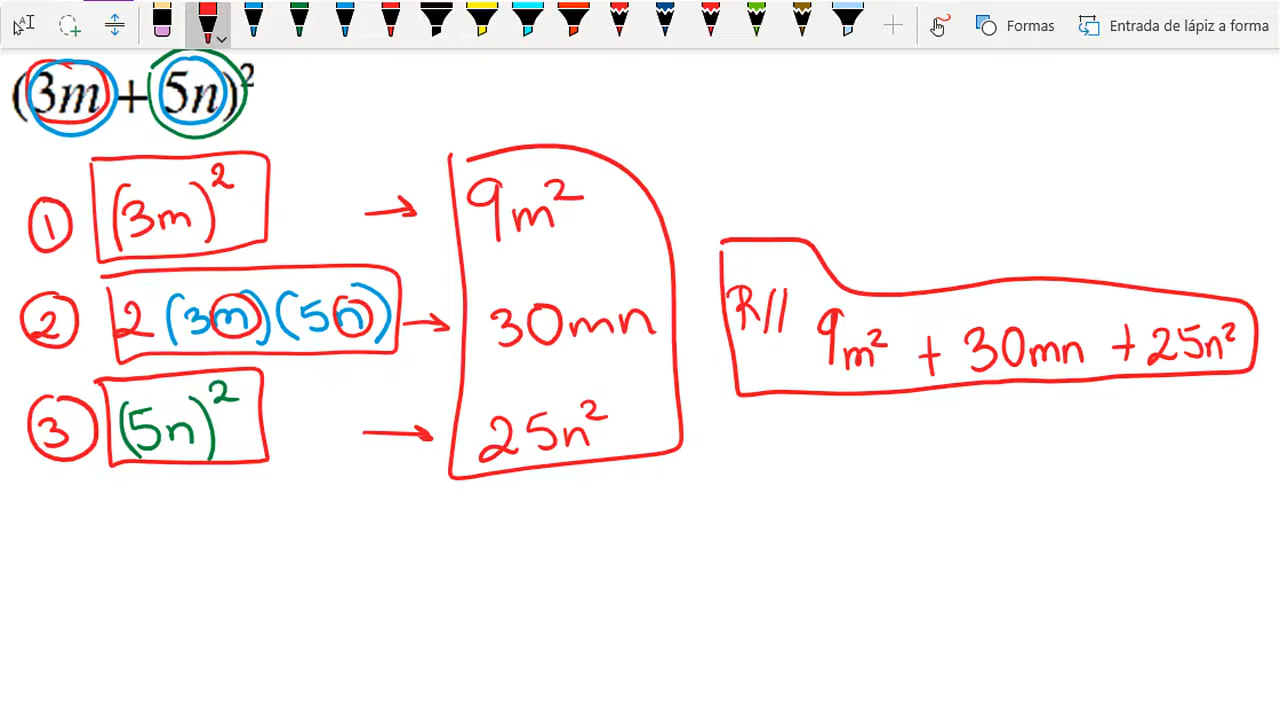 Formas Entrada de lápiz a forma
(3m + 5n)²
① (3m)² → 9m²
② 2(3m)(5n) → 30mn
③ (5n)² → 25n²
R// 9m² + 30mn + 25n²